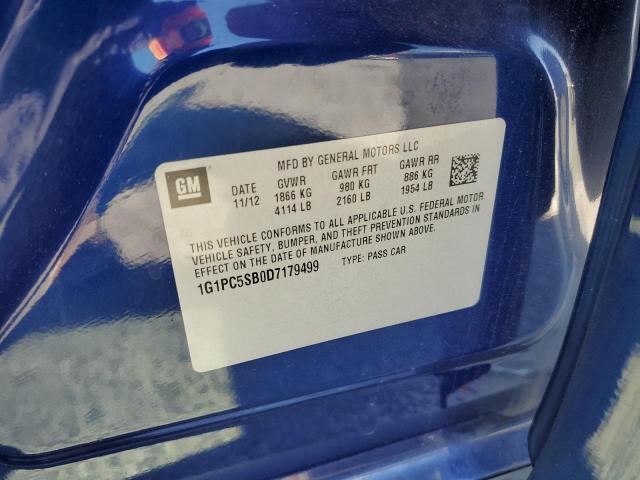 MFD BY GENERAL MOTORS LLC
GM DATE GVWR GAWR FRT GAWR RR
11/12 1866 KG 980 KG 886 KG
4114 LB 2160 LB 1954 LB
THIS VEHICLE CONFORMS TO ALL APPLICABLE U.S. FEDERAL MOTOR
VEHICLE SAFETY, BUMPER, AND THEFT PREVENTION STANDARDS IN
EFFECT ON THE DATE OF MANUFACTURE SHOWN ABOVE.
1G1PC5SB0D7179499 TYPE: PASS CAR